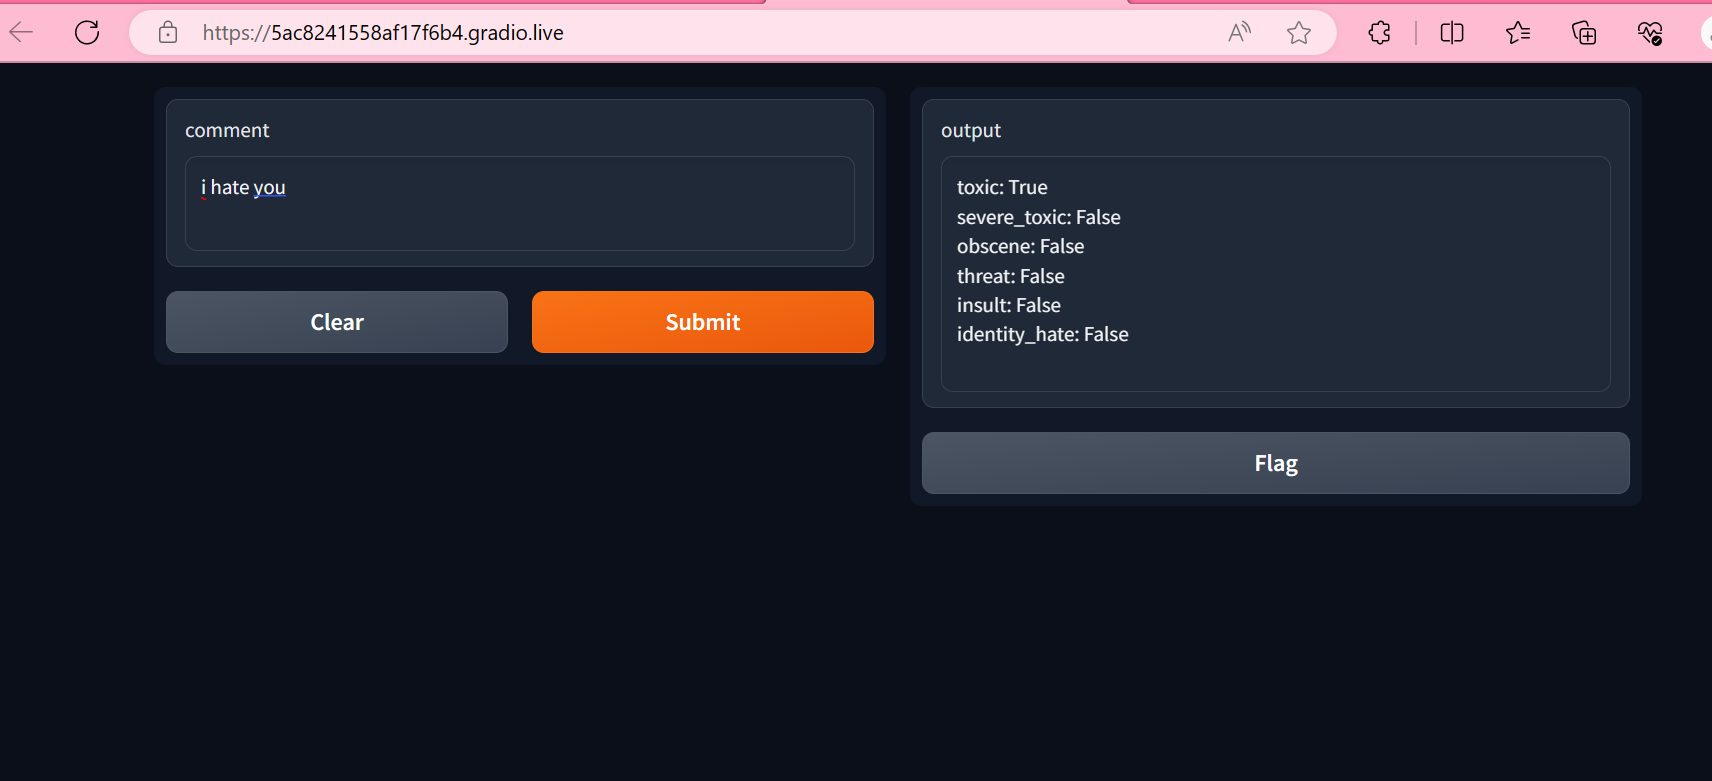 https://5ac8241558af17f6b4.gradio.live
comment
i hate you
Clear
Submit
output
toxic: True
severe_toxic: False
obscene: False
threat: False
insult: False
identity_hate: False
Flag